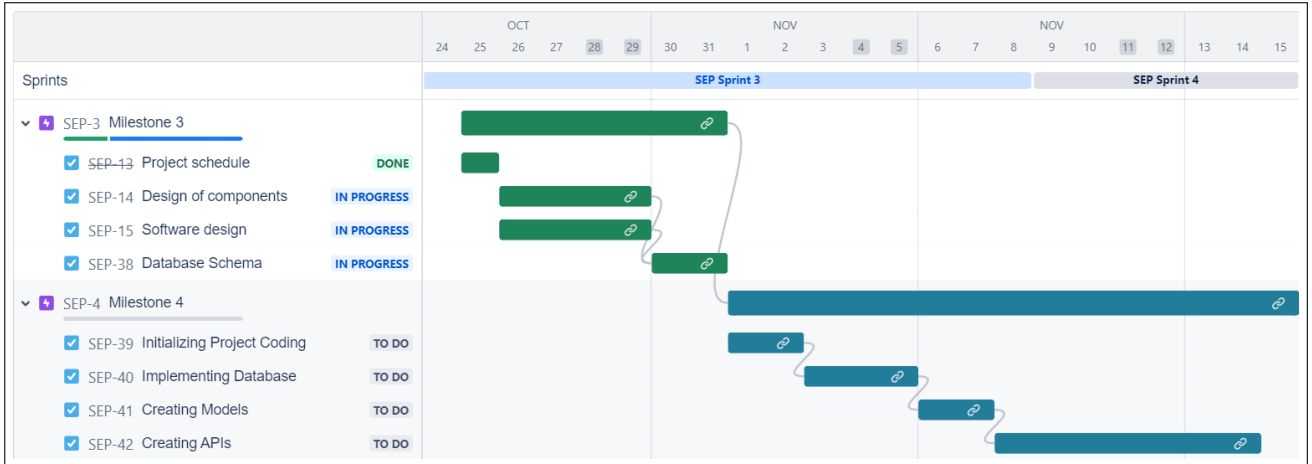 OCT NOV NOV
24 25 26 27 28 29 30 31 1 2 3 4 5 6 7 8 9 10 11 12 13 14 15
Sprints SEP Sprint 3 SEP Sprint 4
SEP-3 Milestone 3
SEP-13 Project schedule DONE
SEP-14 Design of components IN PROGRESS
SEP-15 Software design IN PROGRESS
SEP-38 Database Schema IN PROGRESS
SEP-4 Milestone 4
SEP-39 Initializing Project Coding TO DO
SEP-40 Implementing Database TO DO
SEP-41 Creating Models TO DO
SEP-42 Creating APIs TO DO